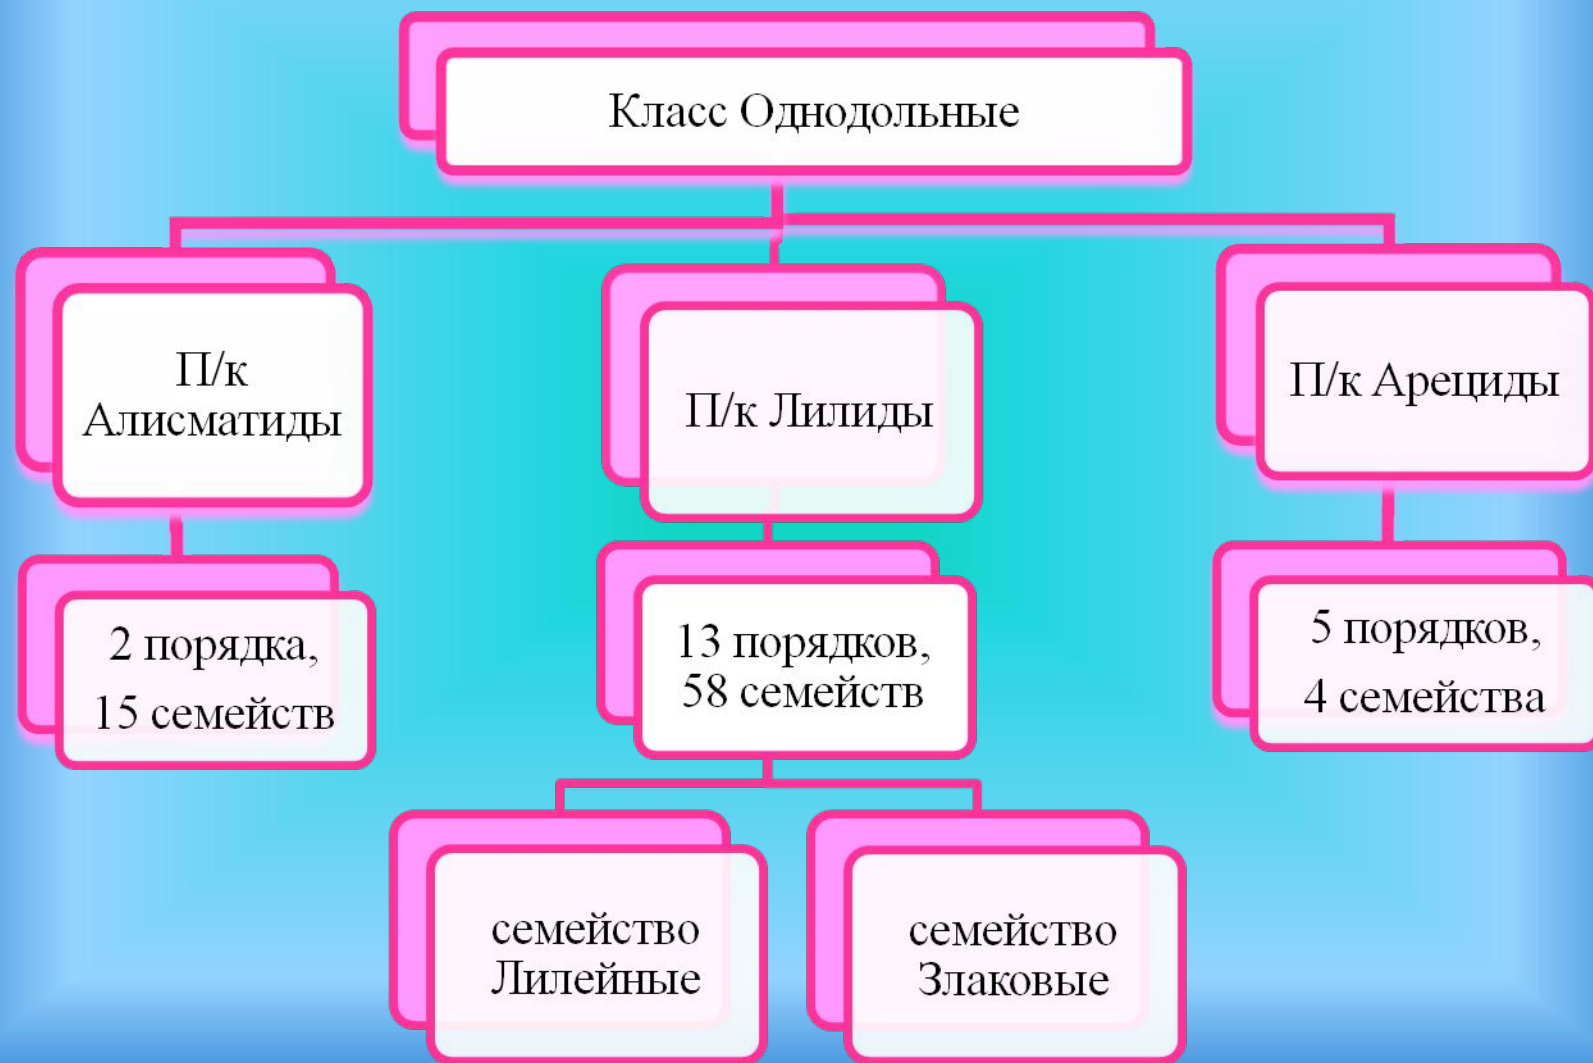 Класс Однодольные
П/к
Алисматиды
П/к Лилиды
П/к Арециды
2 порядка,
15 семейств
13 порядков,
58 семейств
5 порядков,
4 семейства
семейство
Лилейные
семейство
Злаковые